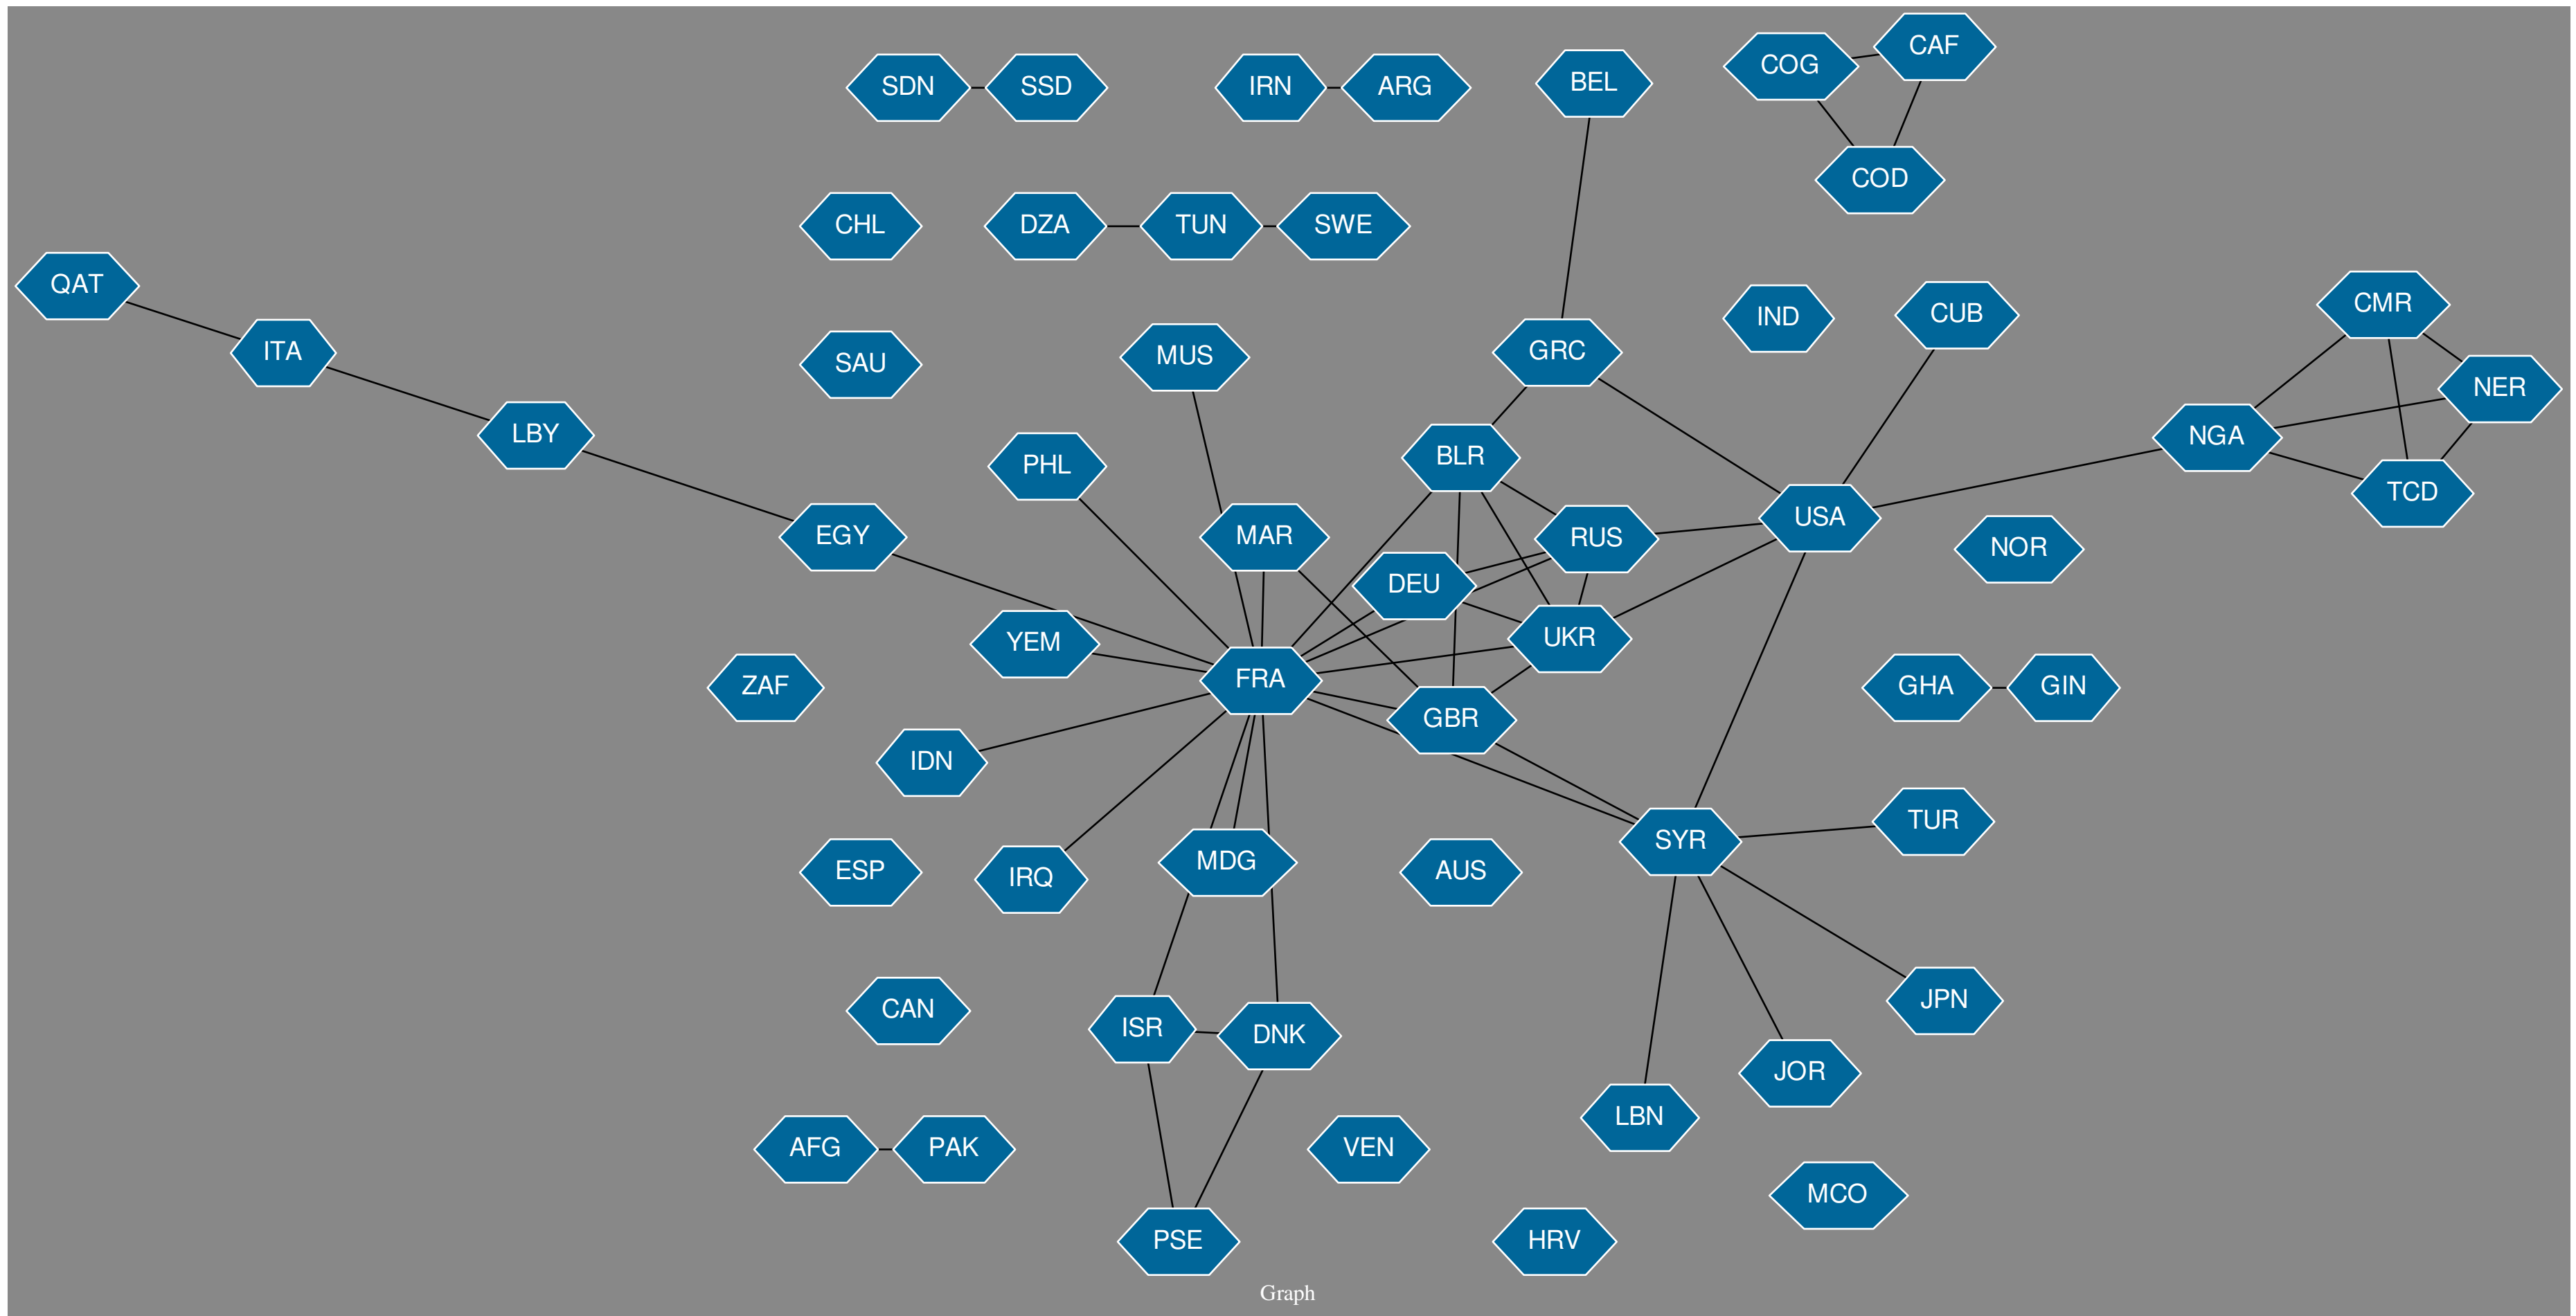 CAF
COG
SDN
SSD
IRN
ARG
BEL
COD
CHL
DZA
TUN
SWE
QAT
CMR
CUB
IND
ITA
GRC
MUS
SAU
NER
LBY
NGA
BLR
PHL
TCD
USA
EGY
MAR
RUS
NOR
DEU
YEM
UKR
FRA
ZAF
GHA
GIN
GBR
IDN
TUR
SYR
MDG
ESP
IRQ
AUS
JPN
CAN
ISR
DNK
JOR
LBN
AFG
PAK
VEN
MCO
PSE
HRV
Graph